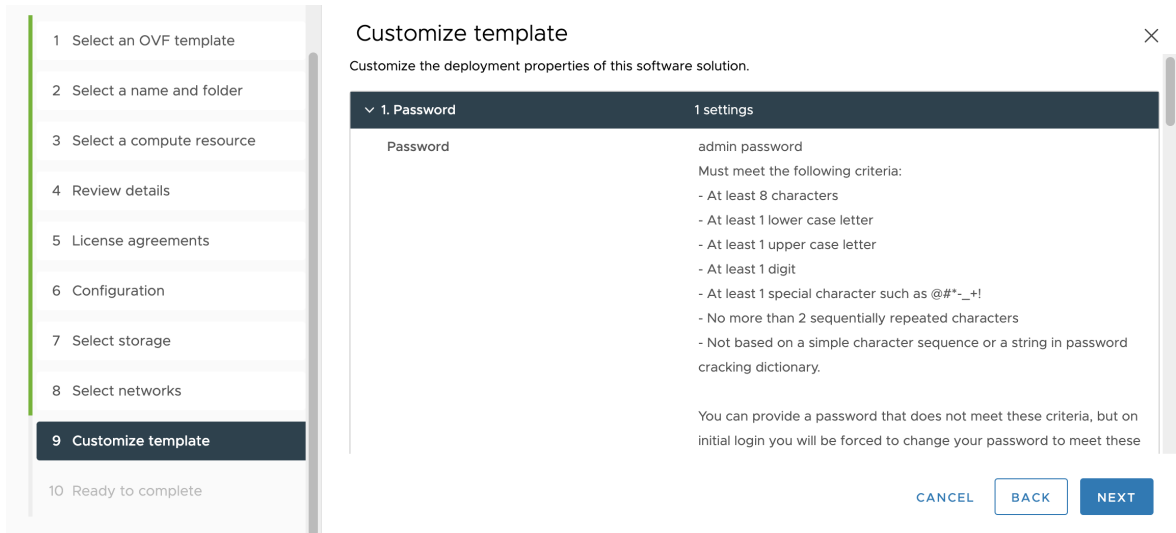 1 Select an OVF template
2 Select a name and folder
3 Select a compute resource
4 Review details
5 License agreements
6 Configuration
7 Select storage
8 Select networks
9 Customize template
10 Ready to complete
Customize template
Customize the deployment properties of this software solution.
1. Password 1 settings
Password admin password
Must meet the following criteria:
- At least 8 characters
- At least 1 lower case letter
- At least 1 upper case letter
- At least 1 digit
- At least 1 special character such as @#*-_+!
- No more than 2 sequentially repeated characters
- Not based on a simple character sequence or a string in password
cracking dictionary.
You can provide a password that does not meet these criteria, but on
initial login you will be forced to change your password to meet these
CANCEL BACK NEXT